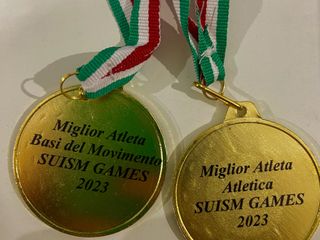 Miglior Atleta
Basi del Movimento
SUISM GAMES
2023
Miglior Atleta
Atletica
SUISM GAMES
2023